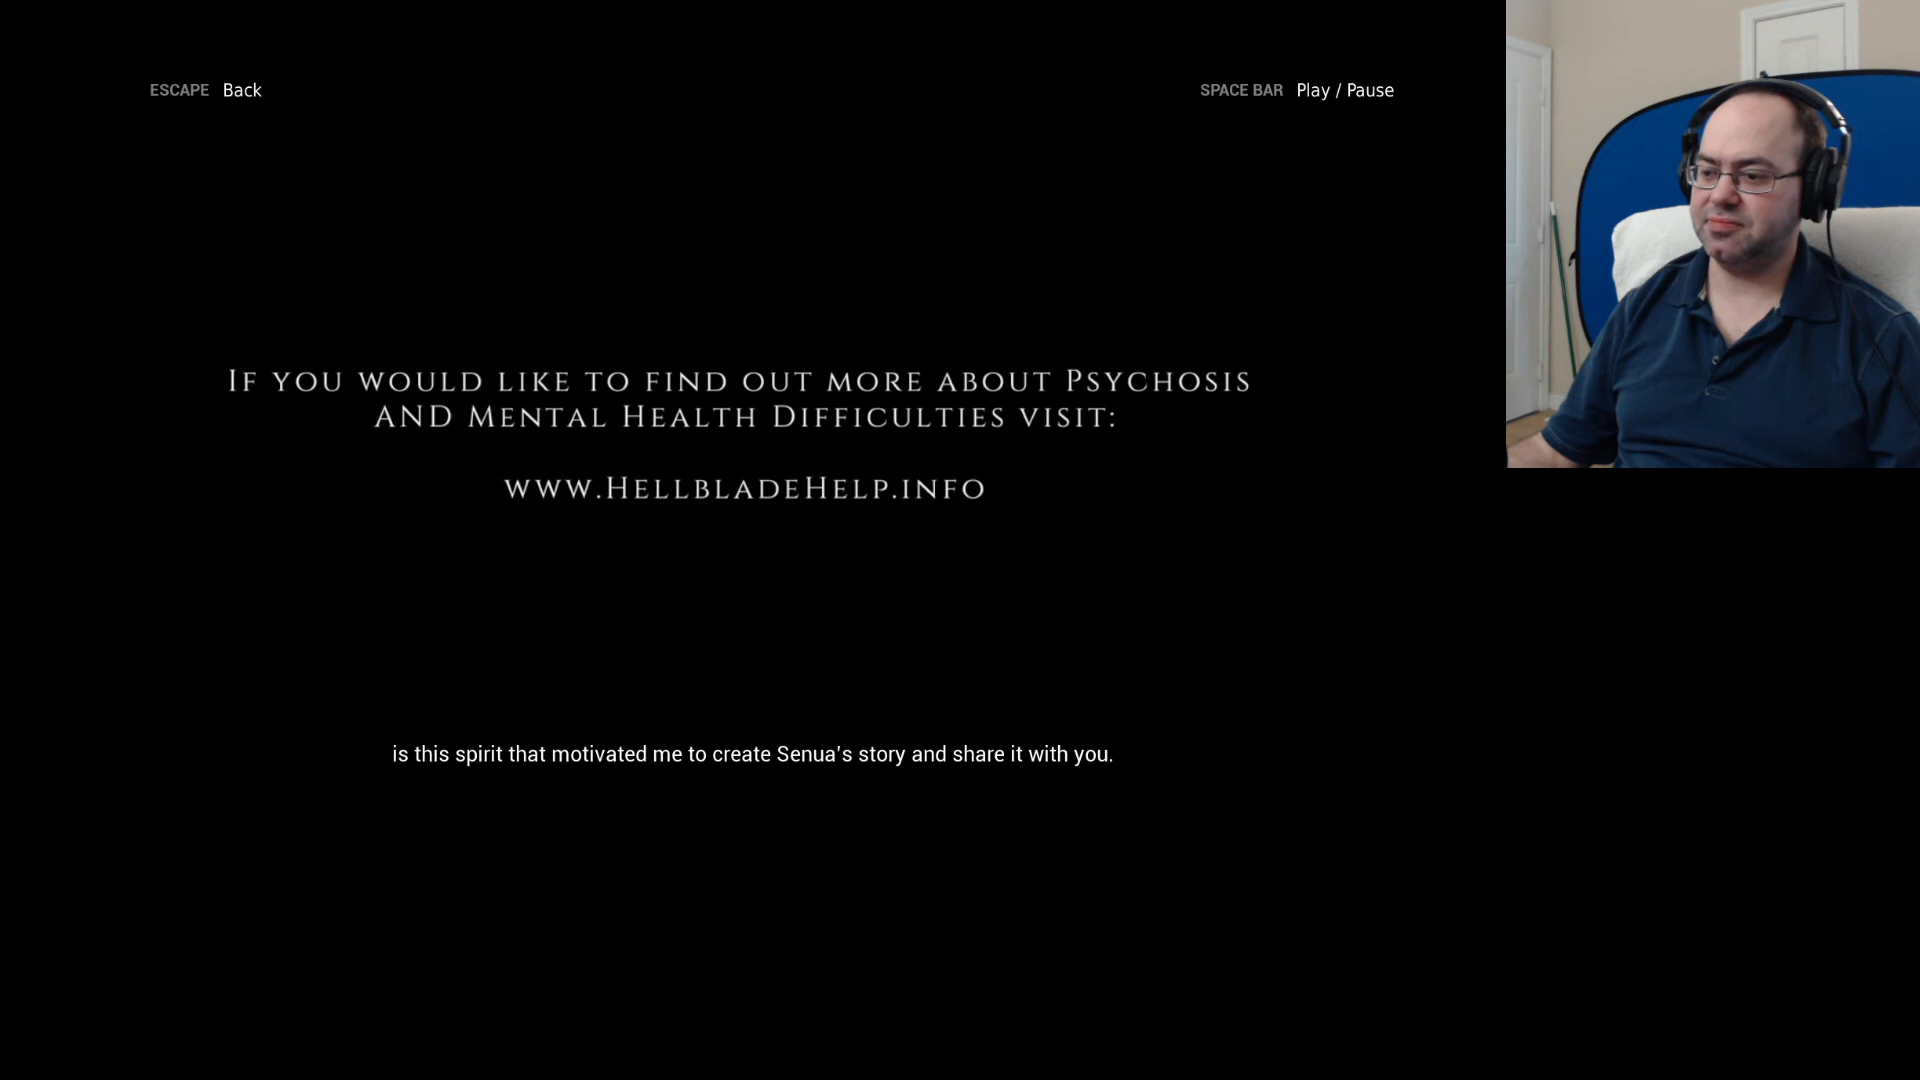 ESCAPE Back
SPACE BAR Play / Pause
If you would like to find out more about Psychosis
and Mental Health Difficulties visit:
www.HellbladeHelp.info
is this spirit that motivated me to create Senua's story and share it with you.